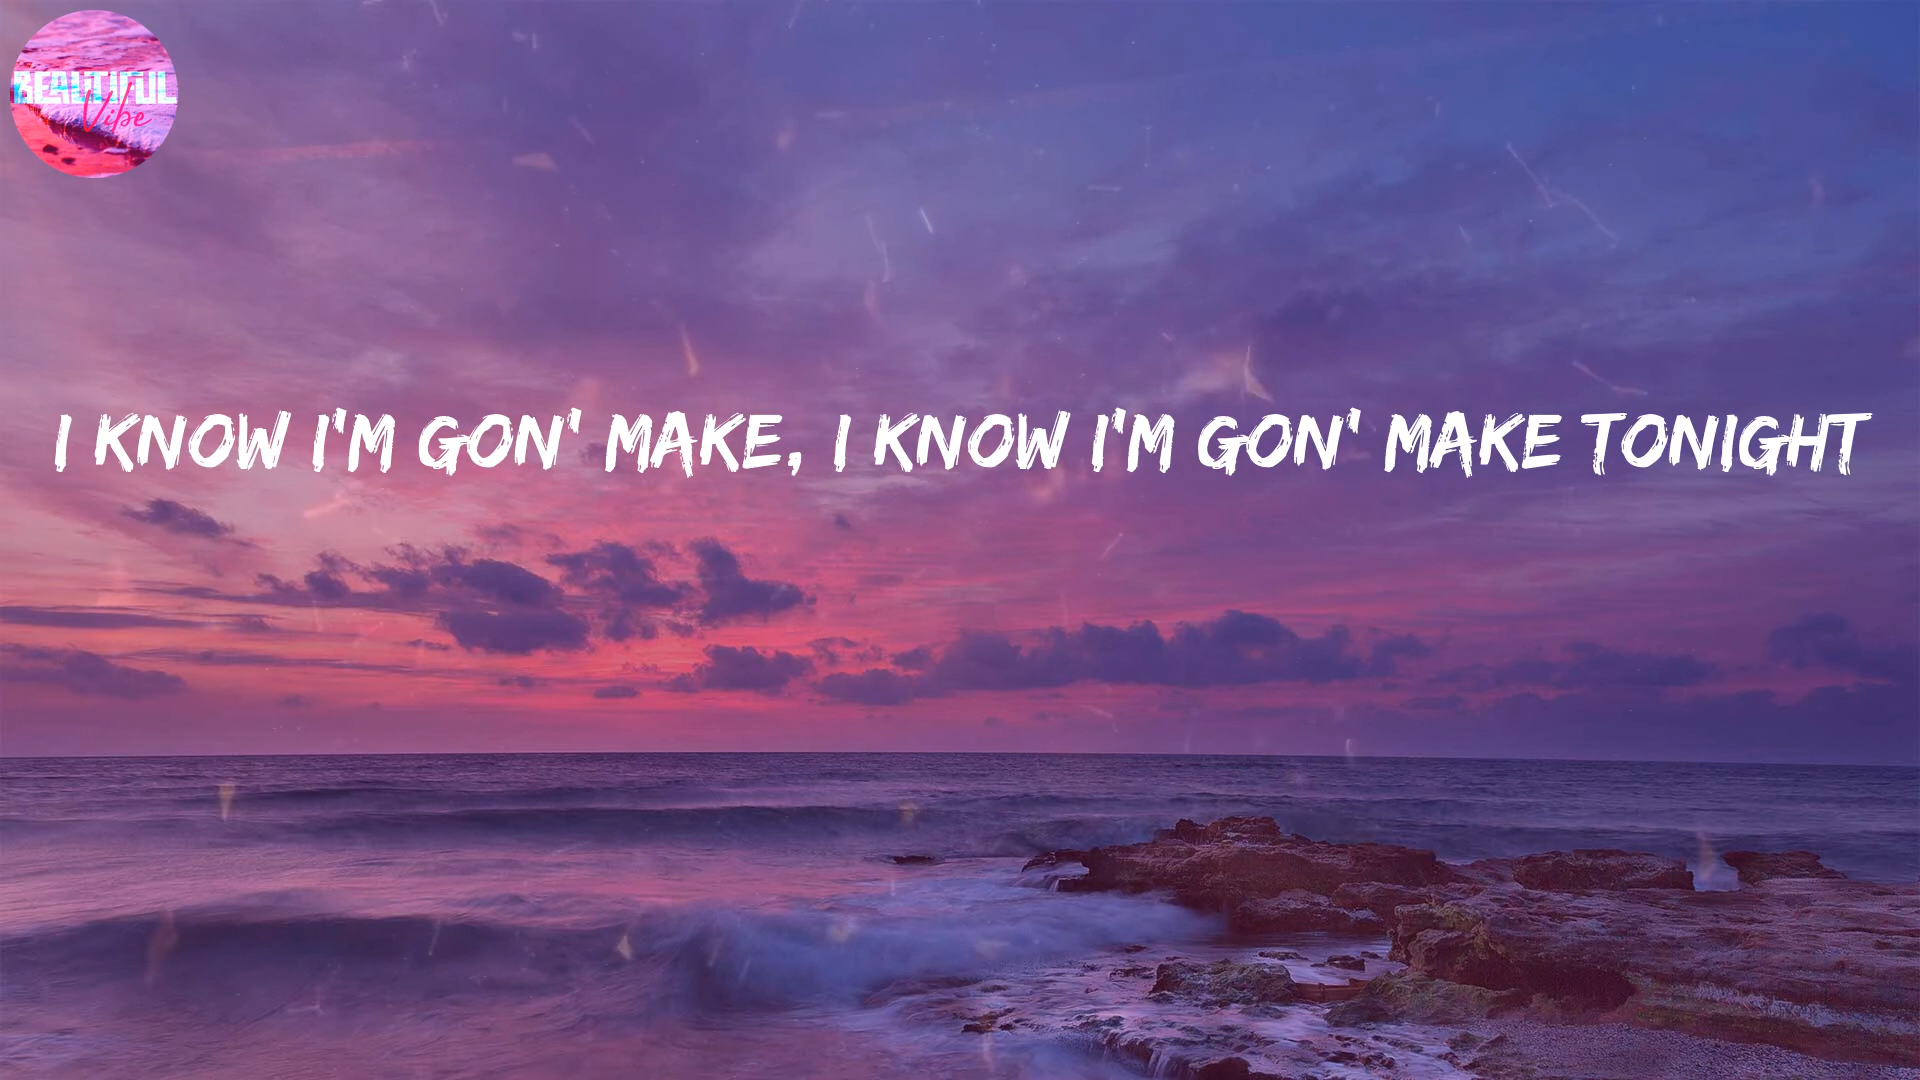 BEAUTIFUL
Vibe
I KNOW I'M GON' MAKE, I KNOW I'M GON' MAKE TONIGHT